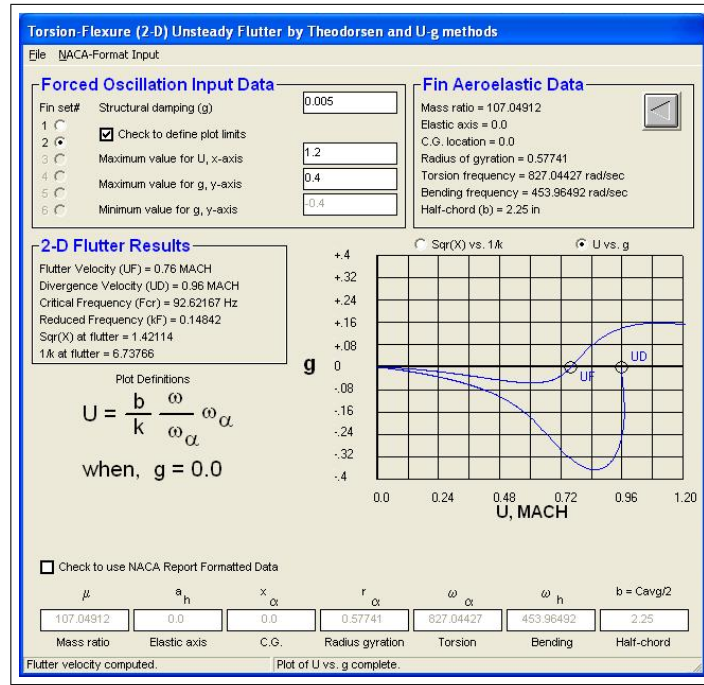 Torsion-Flexure (2-D) Unsteady Flutter by Theodorsen and U-g methods
File NACA-Format Input
Forced Oscillation Input Data
Fin set# Structural damping (g) 0.005
1
2
3
4
5
6
Check to define plot limits
Maximum value for U, x-axis 1.2
Maximum value for g, y-axis 0.4
Minimum value for g, y-axis -0.4
Fin Aeroelastic Data
Mass ratio = 107.04912
Elastic axis = 0.0
C.G. location = 0.0
Radius of gyration = 0.57741
Torsion frequency = 827.04427 rad/sec
Bending frequency = 453.96492 rad/sec
Half-chord (b) = 2.25 in
2-D Flutter Results
Flutter Velocity (UF) = 0.76 MACH
Divergence Velocity (UD) = 0.96 MACH
Critical Frequency (Fcr) = 92.62167 Hz
Reduced Frequency (kF) = 0.14842
Sqr(X) at flutter = 1.42114
1/k at flutter = 6.73766
Plot Definitions
U = b/k ω/ω α ω α
when, g = 0.0
Sqr(X) vs. 1/k U vs. g
+.4
+.32
+.24
+.16
+.08
g 0
-.08
-.16
-.24
-.32
-.4
UF
UD
0.0 0.24 0.48 0.72 0.96 1.20
U, MACH
Check to use NACA Report Formatted Data
μ a h x α r α ω α ω h b = Cavg/2
107.04912 0.0 0.0 0.57741 827.04427 453.96492 2.25
Mass ratio Elastic axis C.G. Radius gyration Torsion Bending Half-chord
Flutter velocity computed. Plot of U vs. g complete.